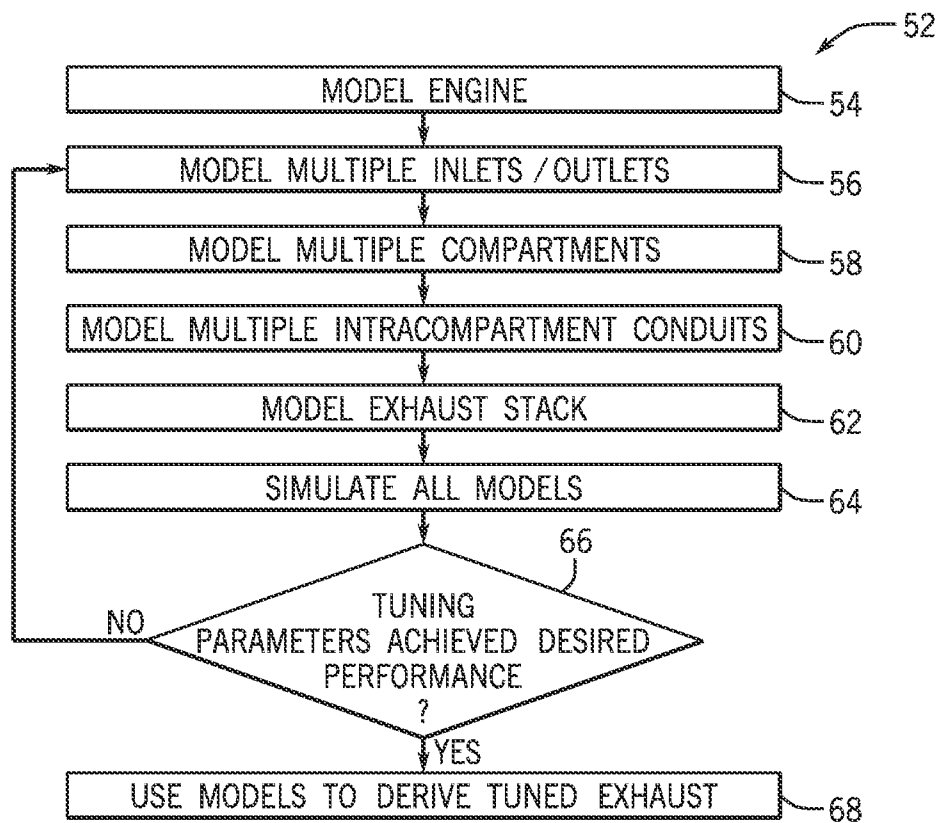 52
MODEL ENGINE
54
MODEL MULTIPLE INLETS / OUTLETS
56
MODEL MULTIPLE COMPARTMENTS
58
MODEL MULTIPLE INTRACOMPARTMENT CONDUITS
60
MODEL EXHAUST STACK
62
SIMULATE ALL MODELS
64
66
TUNING
PARAMETERS ACHIEVED DESIRED
PERFORMANCE
?
NO
YES
USE MODELS TO DERIVE TUNED EXHAUST
68